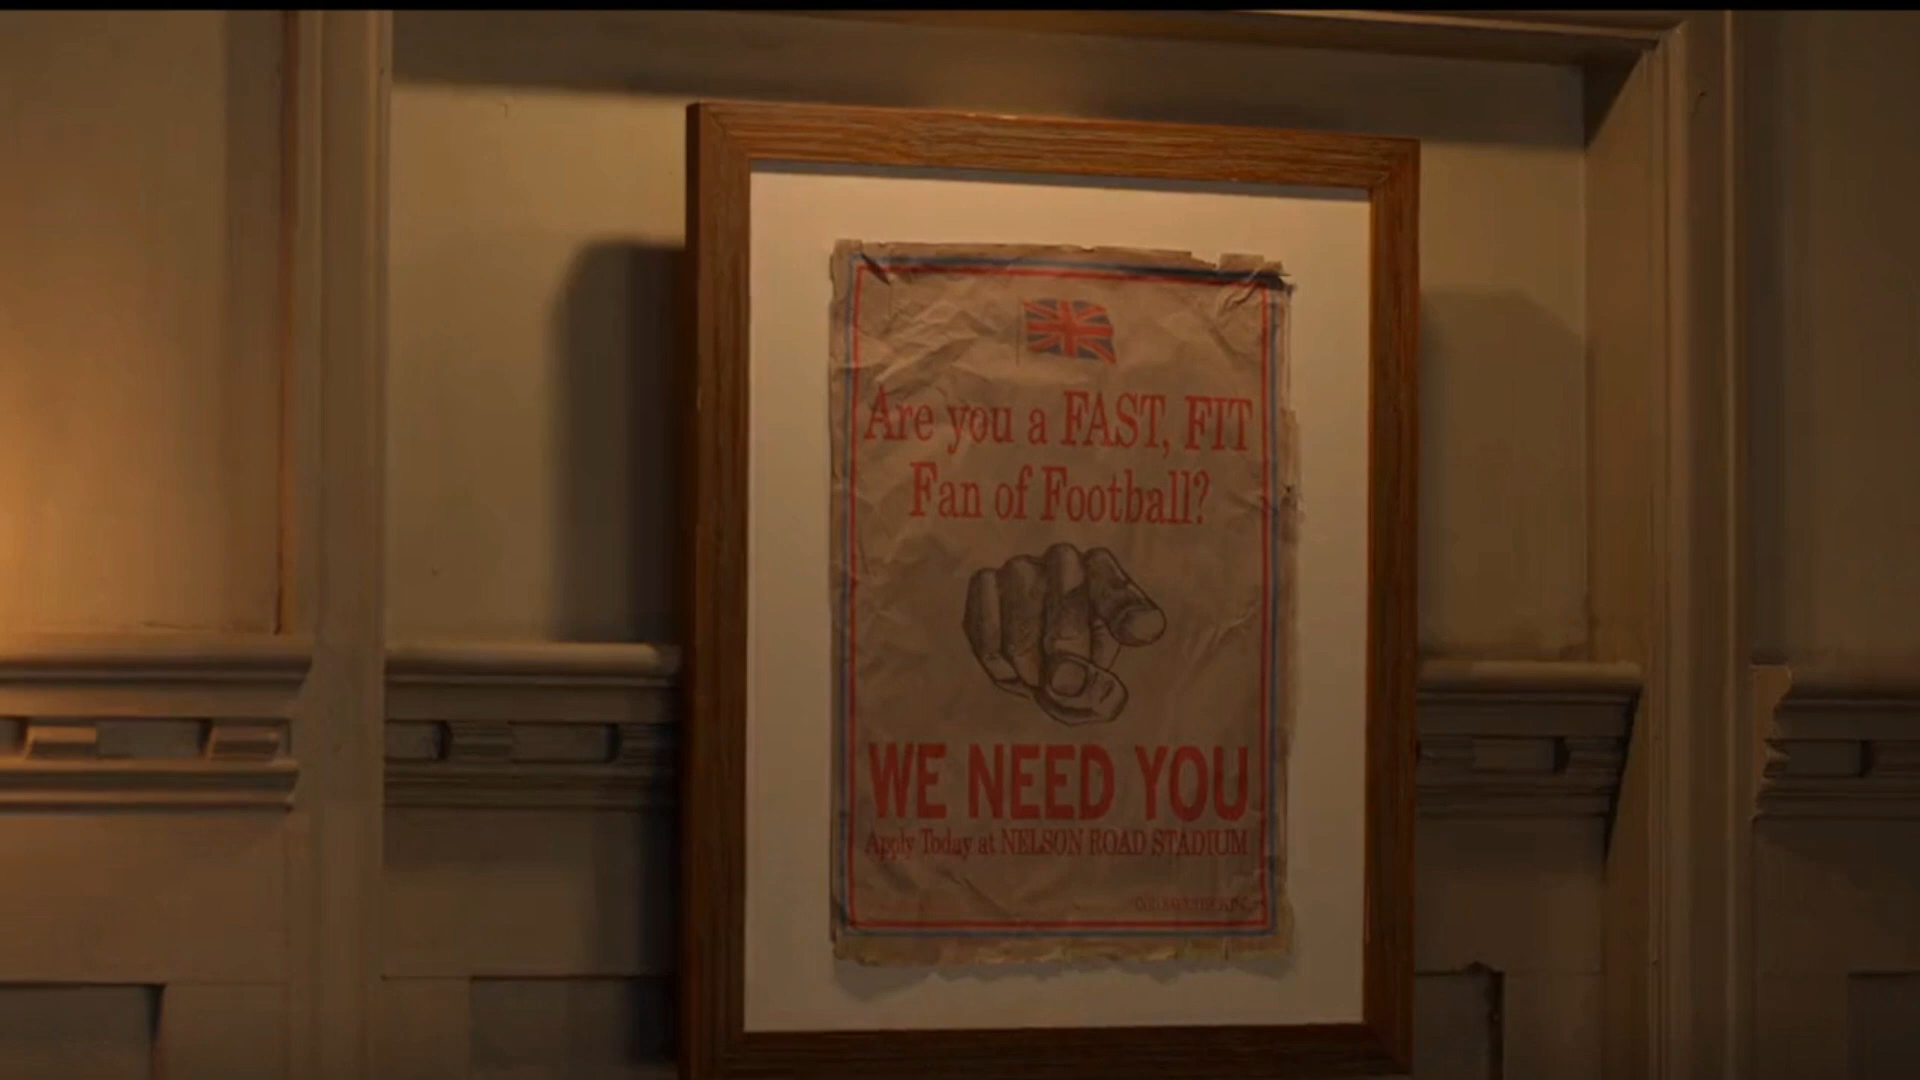 Are you a FAST, FIT
Fan of Football?
WE NEED YOU
Apply Today at NELSON ROAD STADIUM